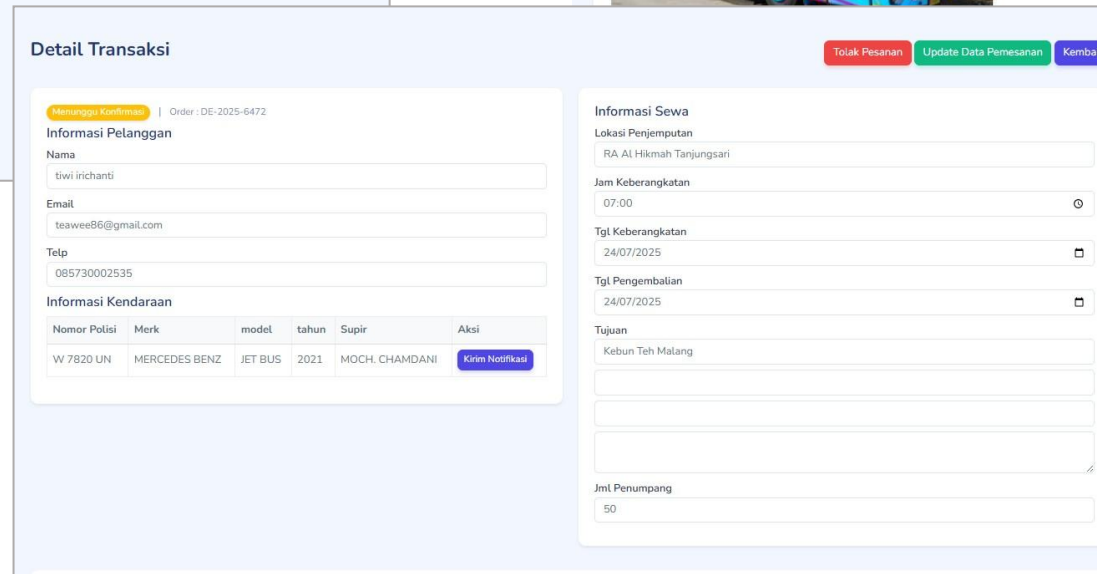 Detail Transaksi
Tolak Pesanan Update Data Pemesanan Kemba
Menunggu Konfirmasi | Order : DE-2025-6472
Informasi Pelanggan
Nama
tiwi irichanti
Email
teawee86@gmail.com
Telp
085730002535
Informasi Kendaraan
Nomor Polisi Merk model tahun Supir Aksi
W 7820 UN MERCEDES BENZ JET BUS 2021 MOCH. CHAMDANI Kirim Notifikasi
Informasi Sewa
Lokasi Penjemputan
RA Al Hikmah Tanjungsari
Jam Keberangkatan
07:00
Tgl Keberangkatan
24/07/2025
Tgl Pengembalian
24/07/2025
Tujuan
Kebun Teh Malang
Jml Penumpang
50